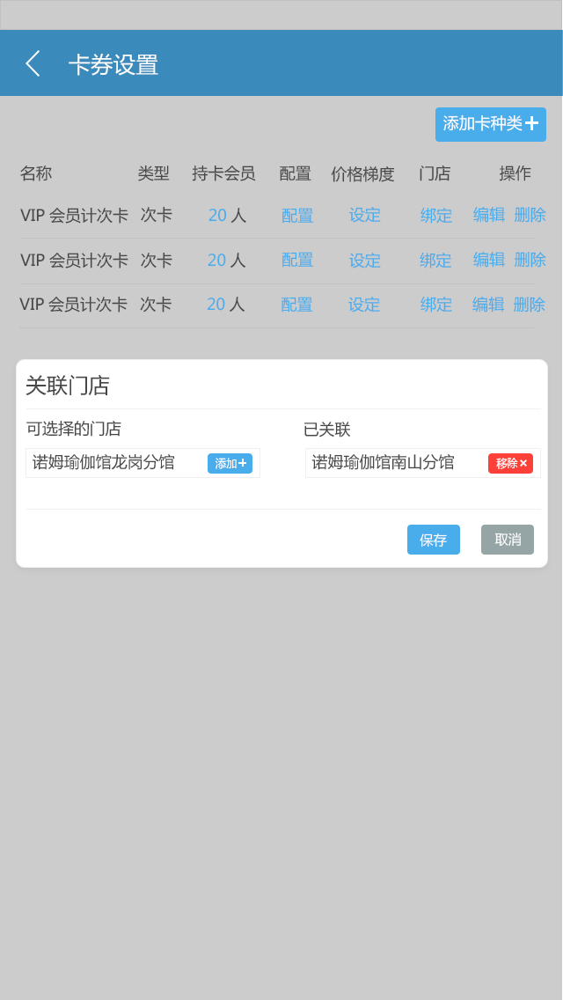 卡券设置
添加卡种类+
名称 类型 持卡会员 配置 价格梯度 门店 操作
VIP 会员计次卡 次卡 20 人 配置 设定 绑定 编辑 删除
VIP 会员计次卡 次卡 20 人 配置 设定 绑定 编辑 删除
VIP 会员计次卡 次卡 20 人 配置 设定 绑定 编辑 删除
关联门店
可选择的门店 已关联
诺姆瑜伽馆龙岗分馆 添加+ 诺姆瑜伽馆南山分馆 移除×
保存 取消